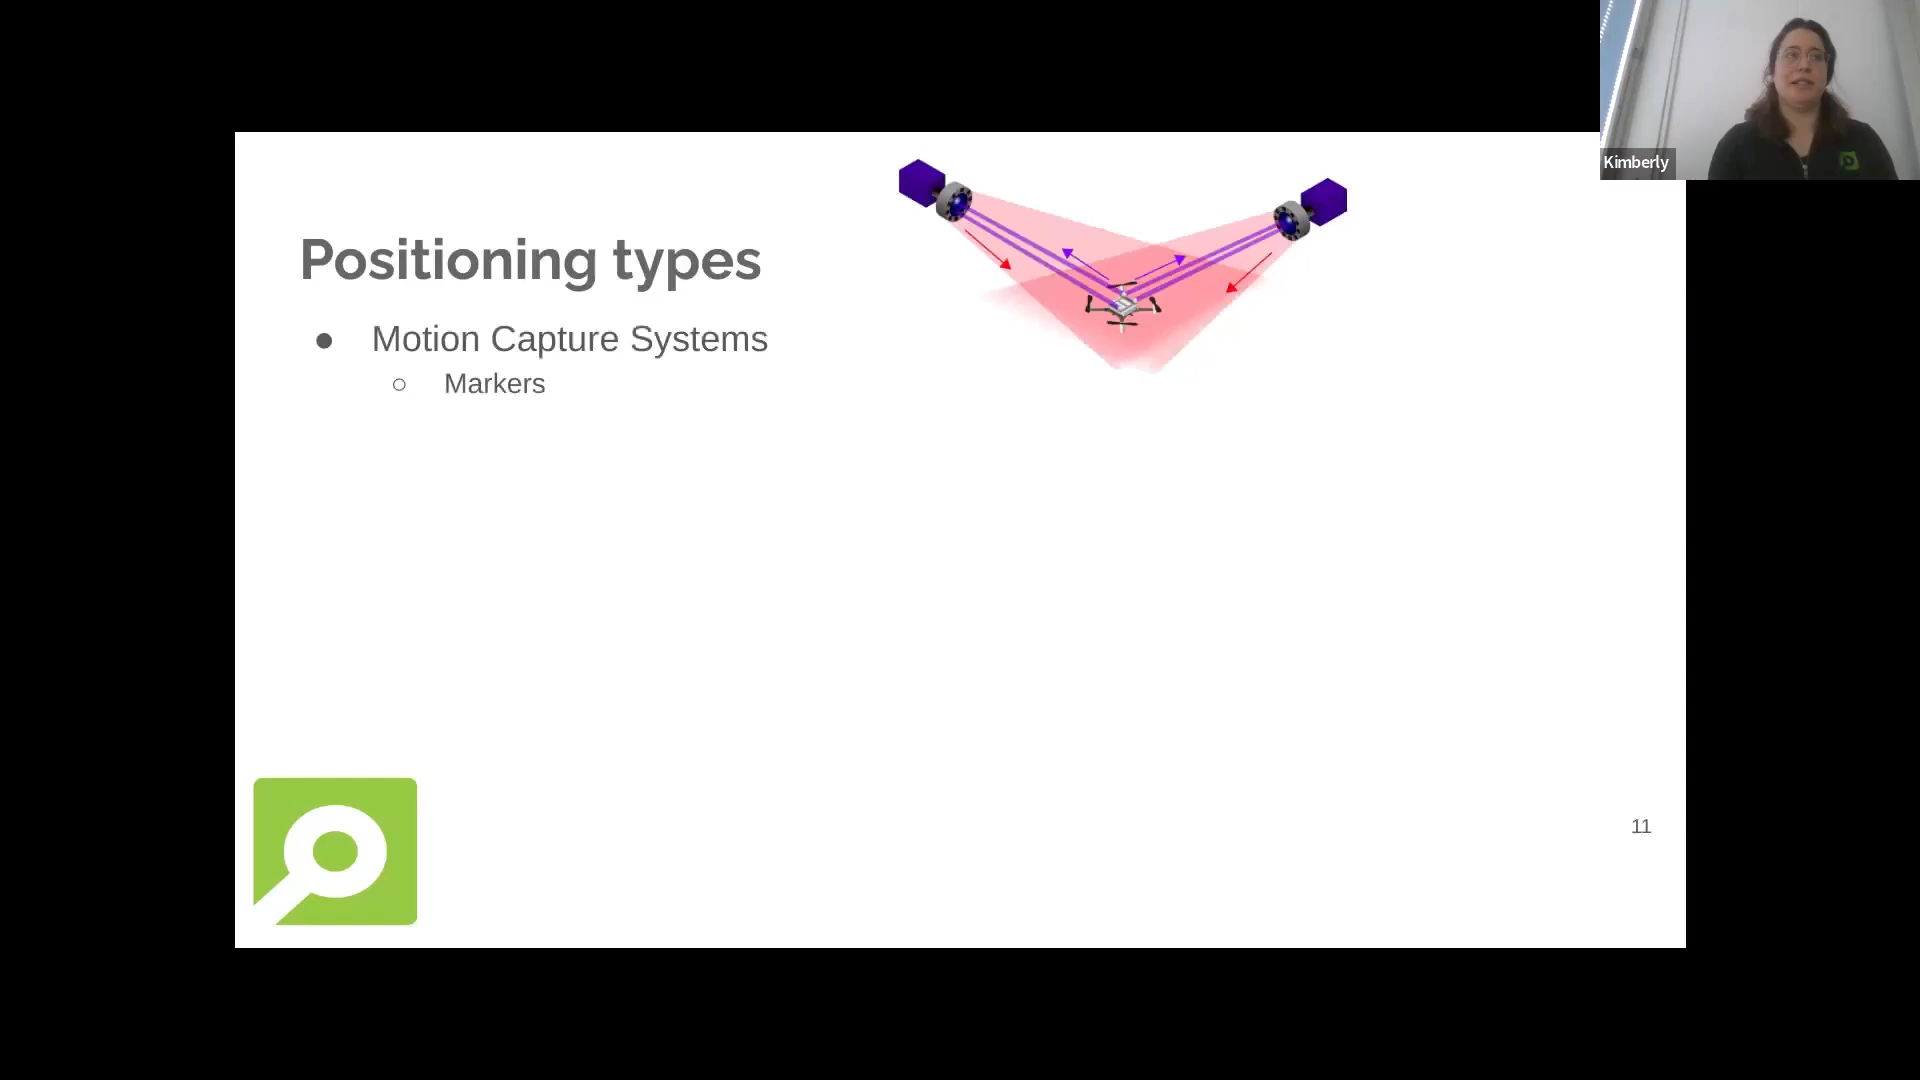 Kimberly
Positioning types
● Motion Capture Systems
○ Markers
11